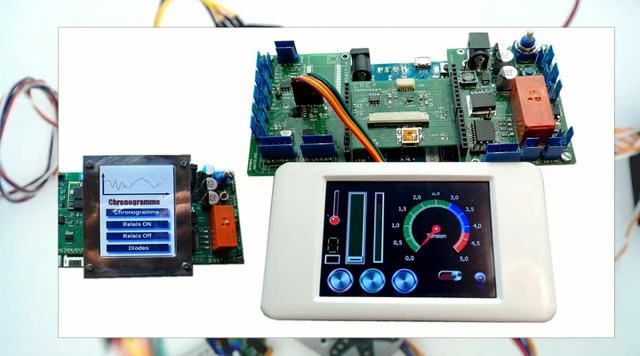 CREA
Chronogramme
Chronogramme
Relais ON
Relais Off
Diodes
2,0
2,5
3,0
1,5
3,5
1,0
4,0
0,5
4,5
0,0
5,0
Tension